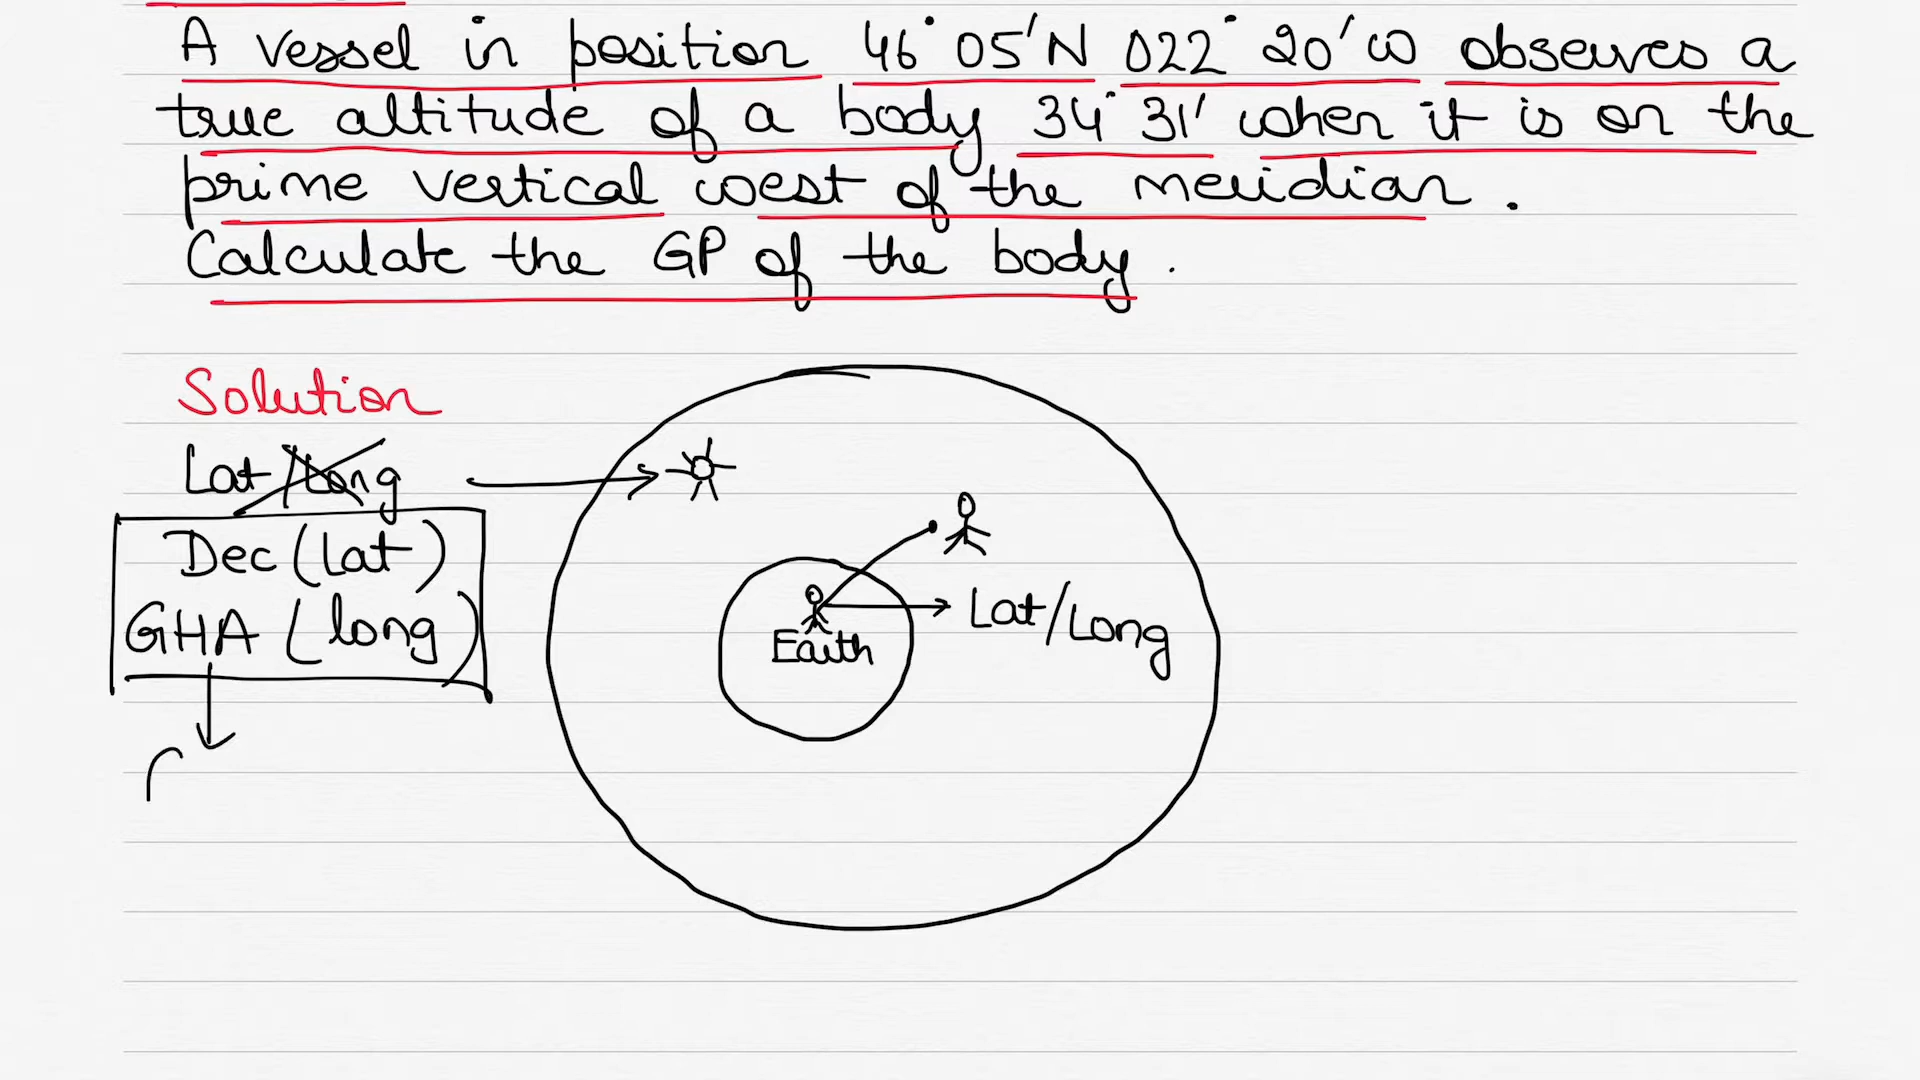 A vessel in position 46° 05' N 022° 20' W observes a
true altitude of a body 34° 31' when it is on the
prime vertical west of the meridian.
Calculate the GP of the body.
Solution
Lat/Long
Dec (Lat)
GHA (long)
Earth
Lat/Long